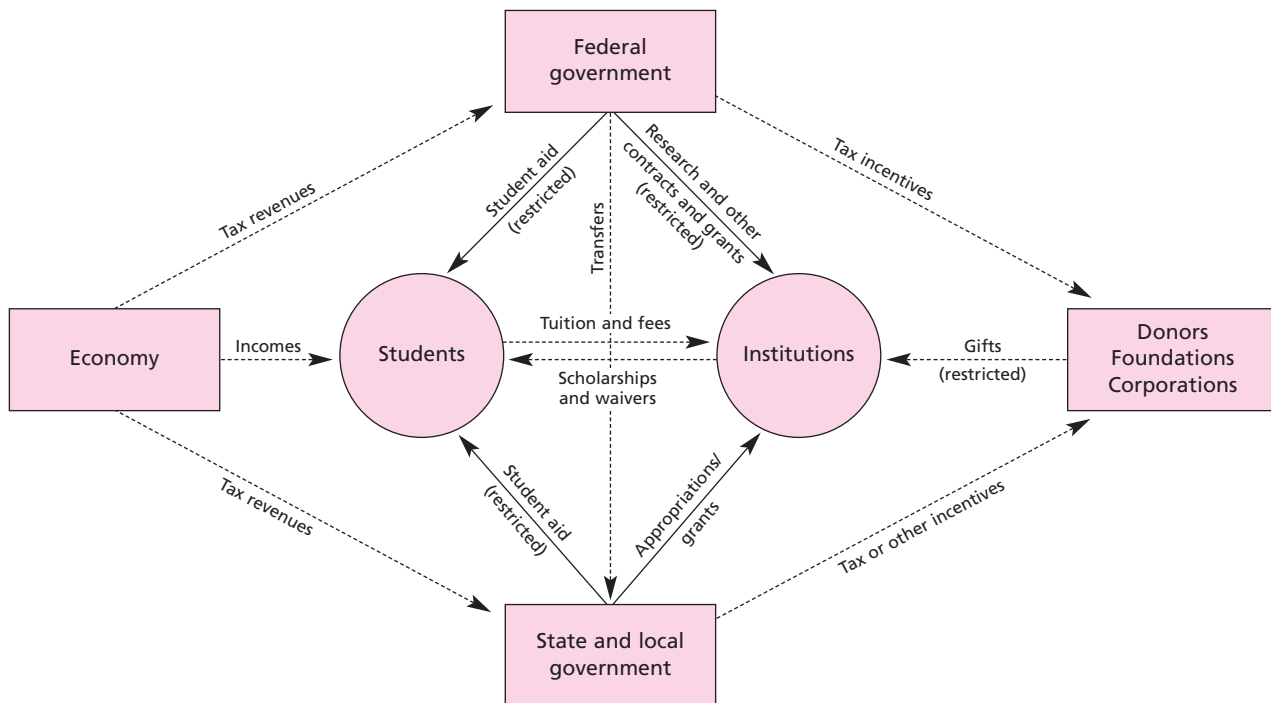 Federal
government
Tax revenues
Student aid
(restricted)
Transfers
Research and other
contracts and grants
(restricted)
Tax incentives
Economy
Incomes
Students
Tuition and fees
Scholarships
and waivers
Institutions
Gifts
(restricted)
Donors
Foundations
Corporations
Tax revenues
Student aid
(restricted)
Appropriations/
grants
Tax or other incentives
State and local
government